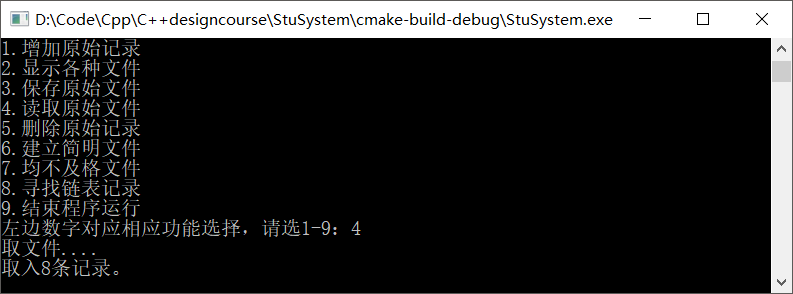 D:\Code\Cpp\C++designcourse\StuSystem\cmake-build-debug\StuSystem.exe
1.增加原始记录
2.显示各种文件
3.保存原始文件
4.读取原始文件
5.删除原始记录
6.建立简明文件
7.均不及格文件
8.寻找链表记录
9.结束程序运行
左边数字对应相应功能选择，请选1-9：4
取文件....
取入8条记录。